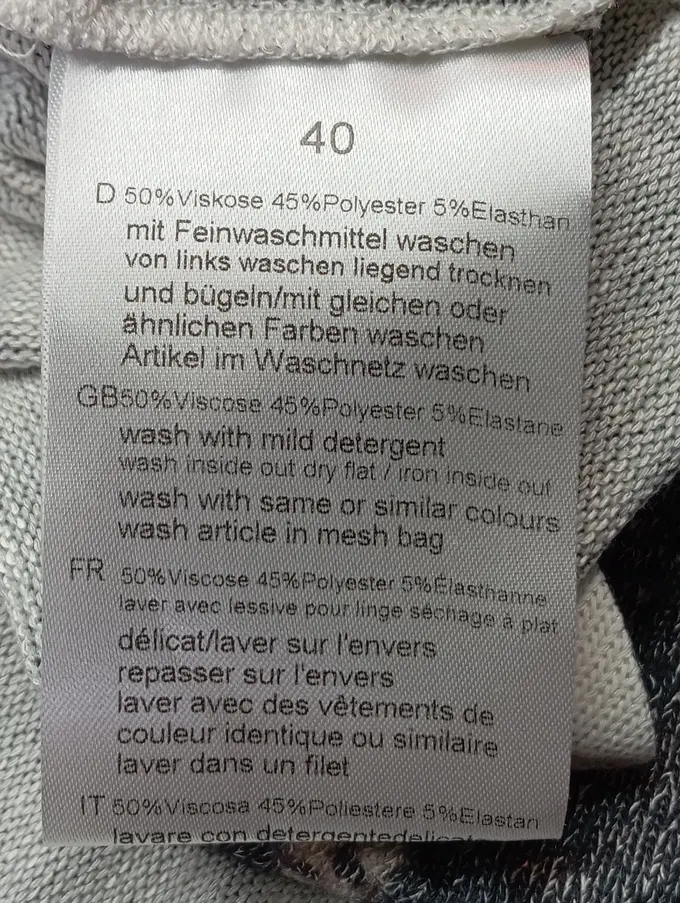 40
D 50%Viskose 45%Polyester 5%Elasthan
mit Feinwaschmittel waschen
von links waschen liegend trocknen
und bügeln/mit gleichen oder
ähnlichen Farben waschen
Artikel im Waschnetz waschen
GB50%Viscose 45%Polyester 5%Elastane
wash with mild detergent
wash inside out dry flat / iron inside out
wash with same or similar colours
wash article in mesh bag
FR 50%Viscose 45%Polyester 5%Élasthanne
laver avec lessive pour linge séchage à plat
délicat/laver sur l'envers
repasser sur l'envers
laver avec des vêtements de
couleur identique ou similaire
laver dans un filet
IT 50%Viscosa 45%Poliestere 5%Elastan
lavare con